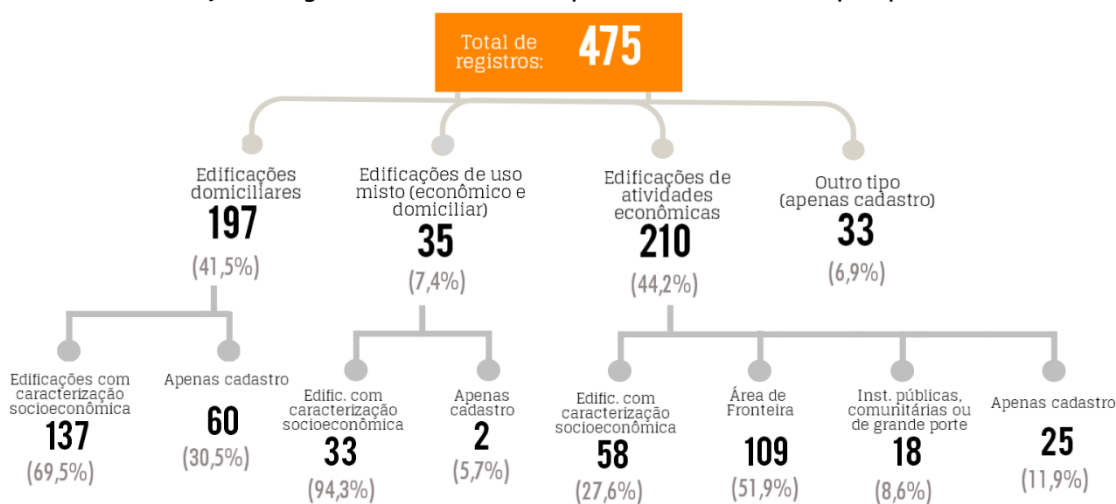 Total de
registros:
475
Edificações
domiciliares
197
(41,5%)
Edificações de uso
misto (econômico e
domiciliar)
35
(7,4%)
Edificações de
atividades
econômicas
210
(44,2%)
Outro tipo
(apenas cadastro)
33
(6,9%)
Edificações com
caracterização
socioeconômica
137
(69,5%)
Apenas cadastro
60
(30,5%)
Edific. com
caracterização
socioeconômica
33
(94,3%)
Apenas
cadastro
2
(5,7%)
Edific. com
caracterização
socioeconômica
58
(27,6%)
Área de
Fronteira
109
(51,9%)
Inst. públicas,
comunitárias ou
de grande porte
18
(8,6%)
Apenas cadastro
25
(11,9%)